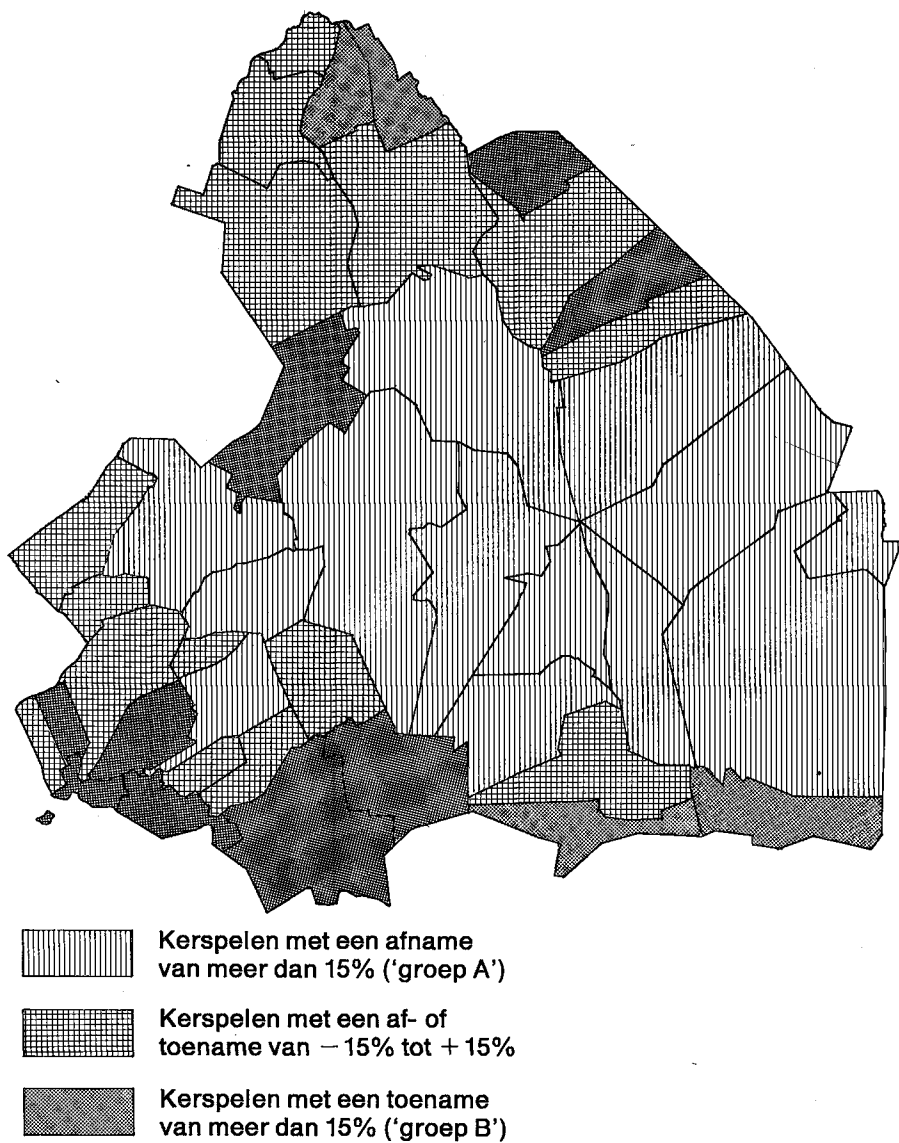 Kerspelen met een afname
van meer dan 15% (‘groep A’)
Kerspelen met een af- of
toename van – 15% tot + 15%
Kerspelen met een toename
van meer dan 15% (‘groep B’)